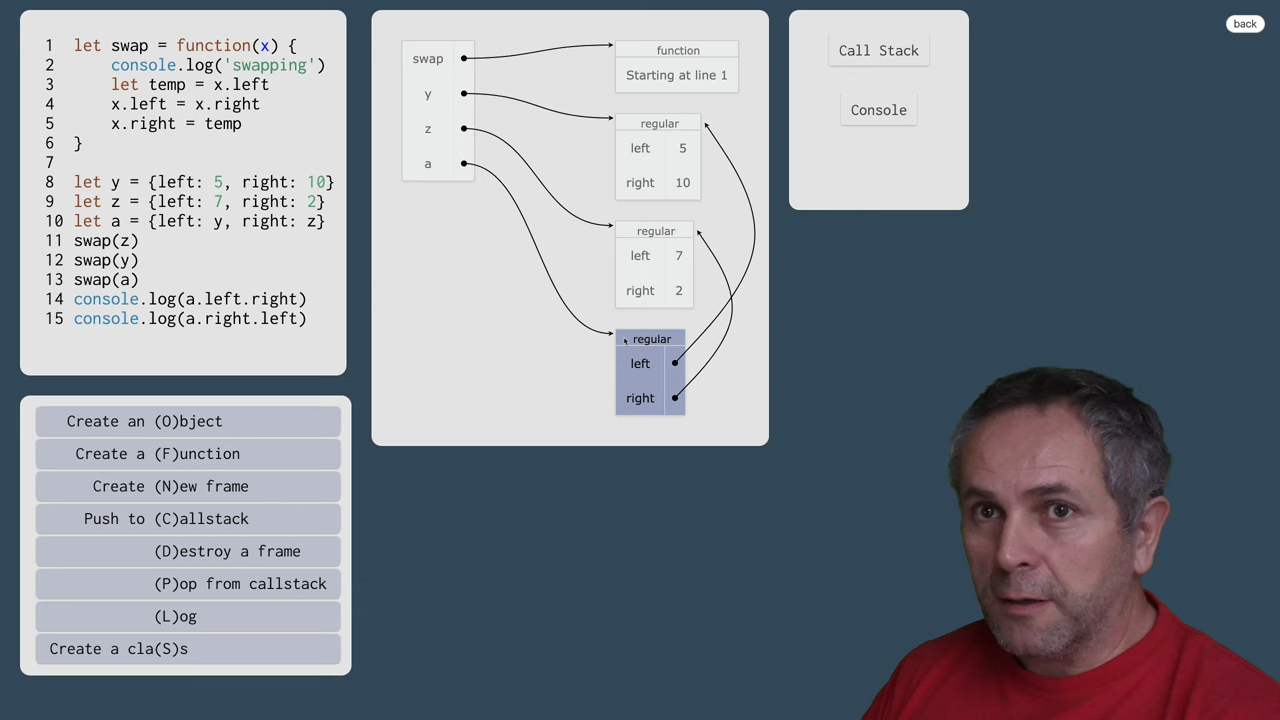 1 let swap = function(x) {
2 console.log('swapping')
3 let temp = x.left
4 x.left = x.right
5 x.right = temp
6 }
7
8 let y = {left: 5, right: 10}
9 let z = {left: 7, right: 2}
10 let a = {left: y, right: z}
11 swap(z)
12 swap(y)
13 swap(a)
14 console.log(a.left.right)
15 console.log(a.right.left)
Create an (O)bject
Create a (F)unction
Create (N)ew frame
Push to (C)allstack
(D)estroy a frame
(P)op from callstack
(L)og
Create a cla(S)s
swap
y
z
a
function
Starting at line 1
regular
left 5
right 10
regular
left 7
right 2
regular
left
right
Call Stack
Console
back